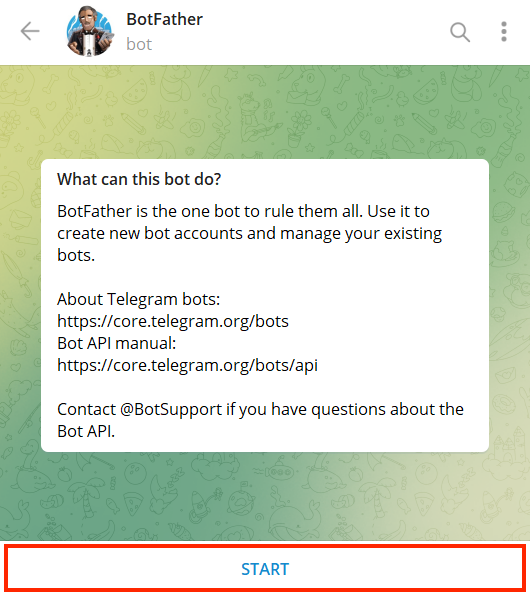 BotFather
bot
What can this bot do?
BotFather is the one bot to rule them all. Use it to
create new bot accounts and manage your existing
bots.
About Telegram bots:
https://core.telegram.org/bots
Bot API manual:
https://core.telegram.org/bots/api
Contact @BotSupport if you have questions about the
Bot API.
START